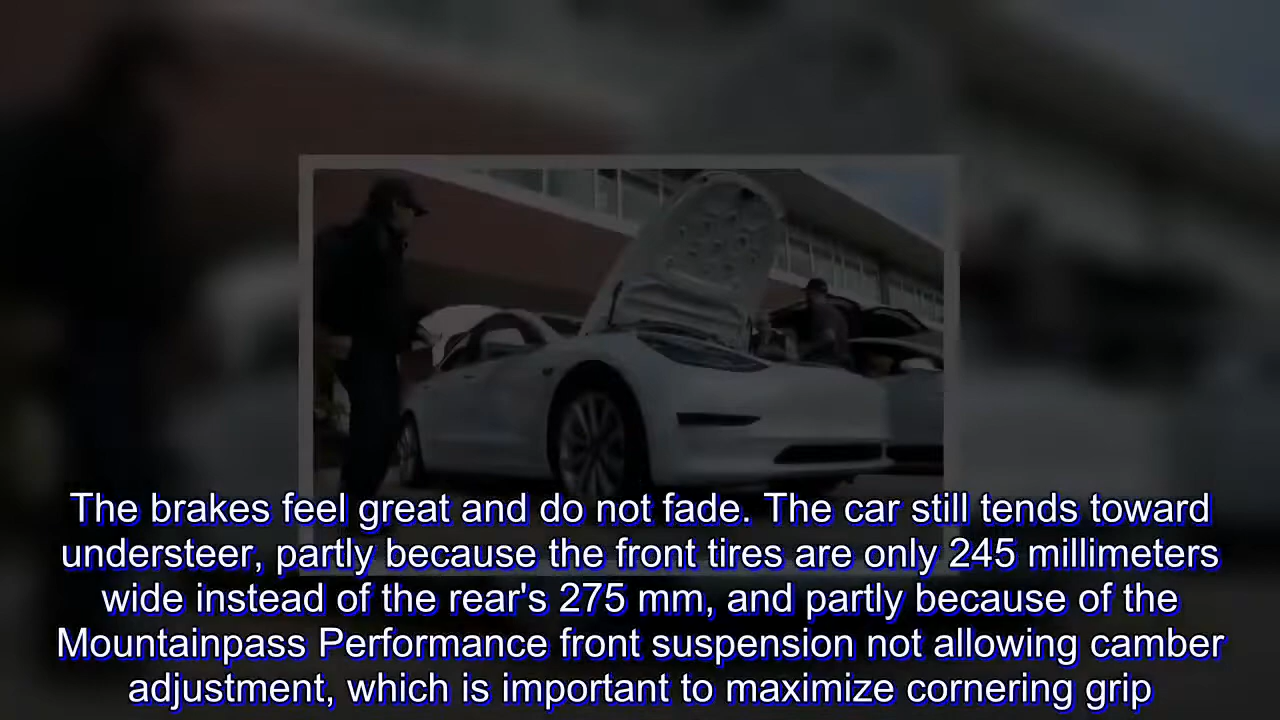 The brakes feel great and do not fade. The car still tends toward
understeer, partly because the front tires are only 245 millimeters
wide instead of the rear's 275 mm, and partly because of the
Mountainpass Performance front suspension not allowing camber
adjustment, which is important to maximize cornering grip